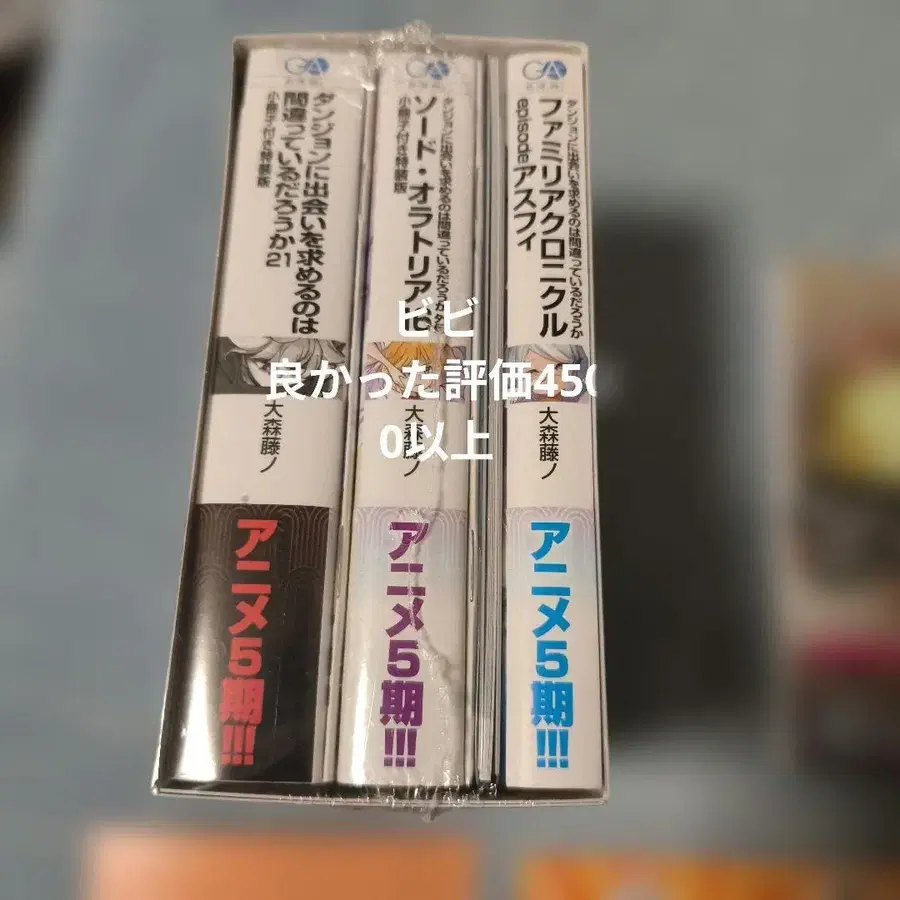 GA
ダンジョンに出会いを求めるのは
間違っているだろうか21
小冊子付き特装版
大森藤ノ
アニメ5期!!!
GA
ダンジョンに出会いを求めるのは間違っているだろうか
ソード・オラトリア
小冊子付き特装版
大森藤ノ
アニメ5期!!!
GA
ダンジョンに出会いを求めるのは間違っているだろうか
ファミリアクロニクル
episodeアスフィ
大森藤ノ
アニメ5期!!!
ビビ
良かった評価450
0以上